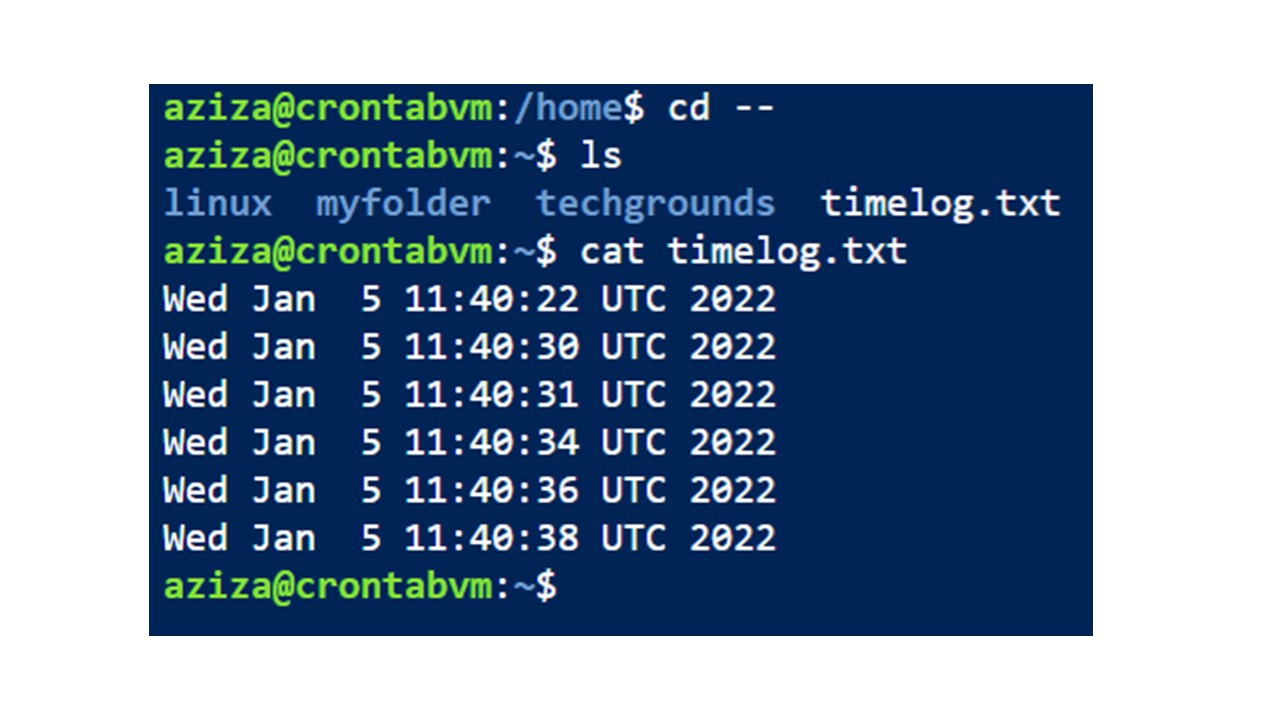 aziza@crontabvm:/home$ cd --
aziza@crontabvm:~$ ls
linux  myfolder  techgrounds  timelog.txt
aziza@crontabvm:~$ cat timelog.txt
Wed Jan  5 11:40:22 UTC 2022
Wed Jan  5 11:40:30 UTC 2022
Wed Jan  5 11:40:31 UTC 2022
Wed Jan  5 11:40:34 UTC 2022
Wed Jan  5 11:40:36 UTC 2022
Wed Jan  5 11:40:38 UTC 2022
aziza@crontabvm:~$